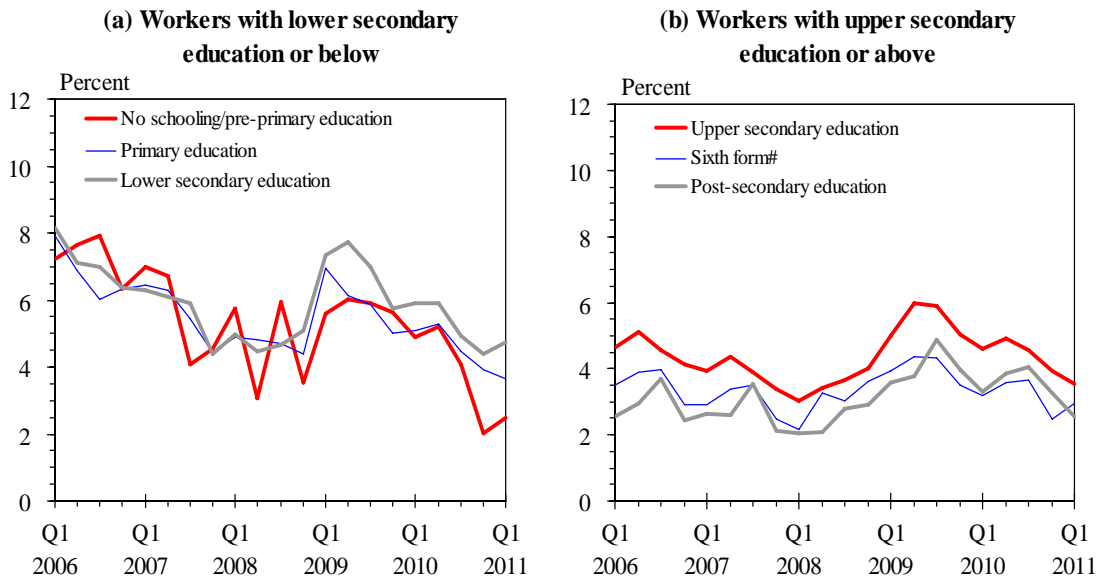 (a) Workers with lower secondary
education or below
Percent
12
10
8
6
4
2
0
No schooling/pre-primary education
Primary education
Lower secondary education
Q1 Q1 Q1 Q1 Q1 Q1
2006 2007 2008 2009 2010 2011
(b) Workers with upper secondary
education or above
Percent
12
10
8
6
4
2
0
Upper secondary education
Sixth form#
Post-secondary education
Q1 Q1 Q1 Q1 Q1 Q1
2006 2007 2008 2009 2010 2011